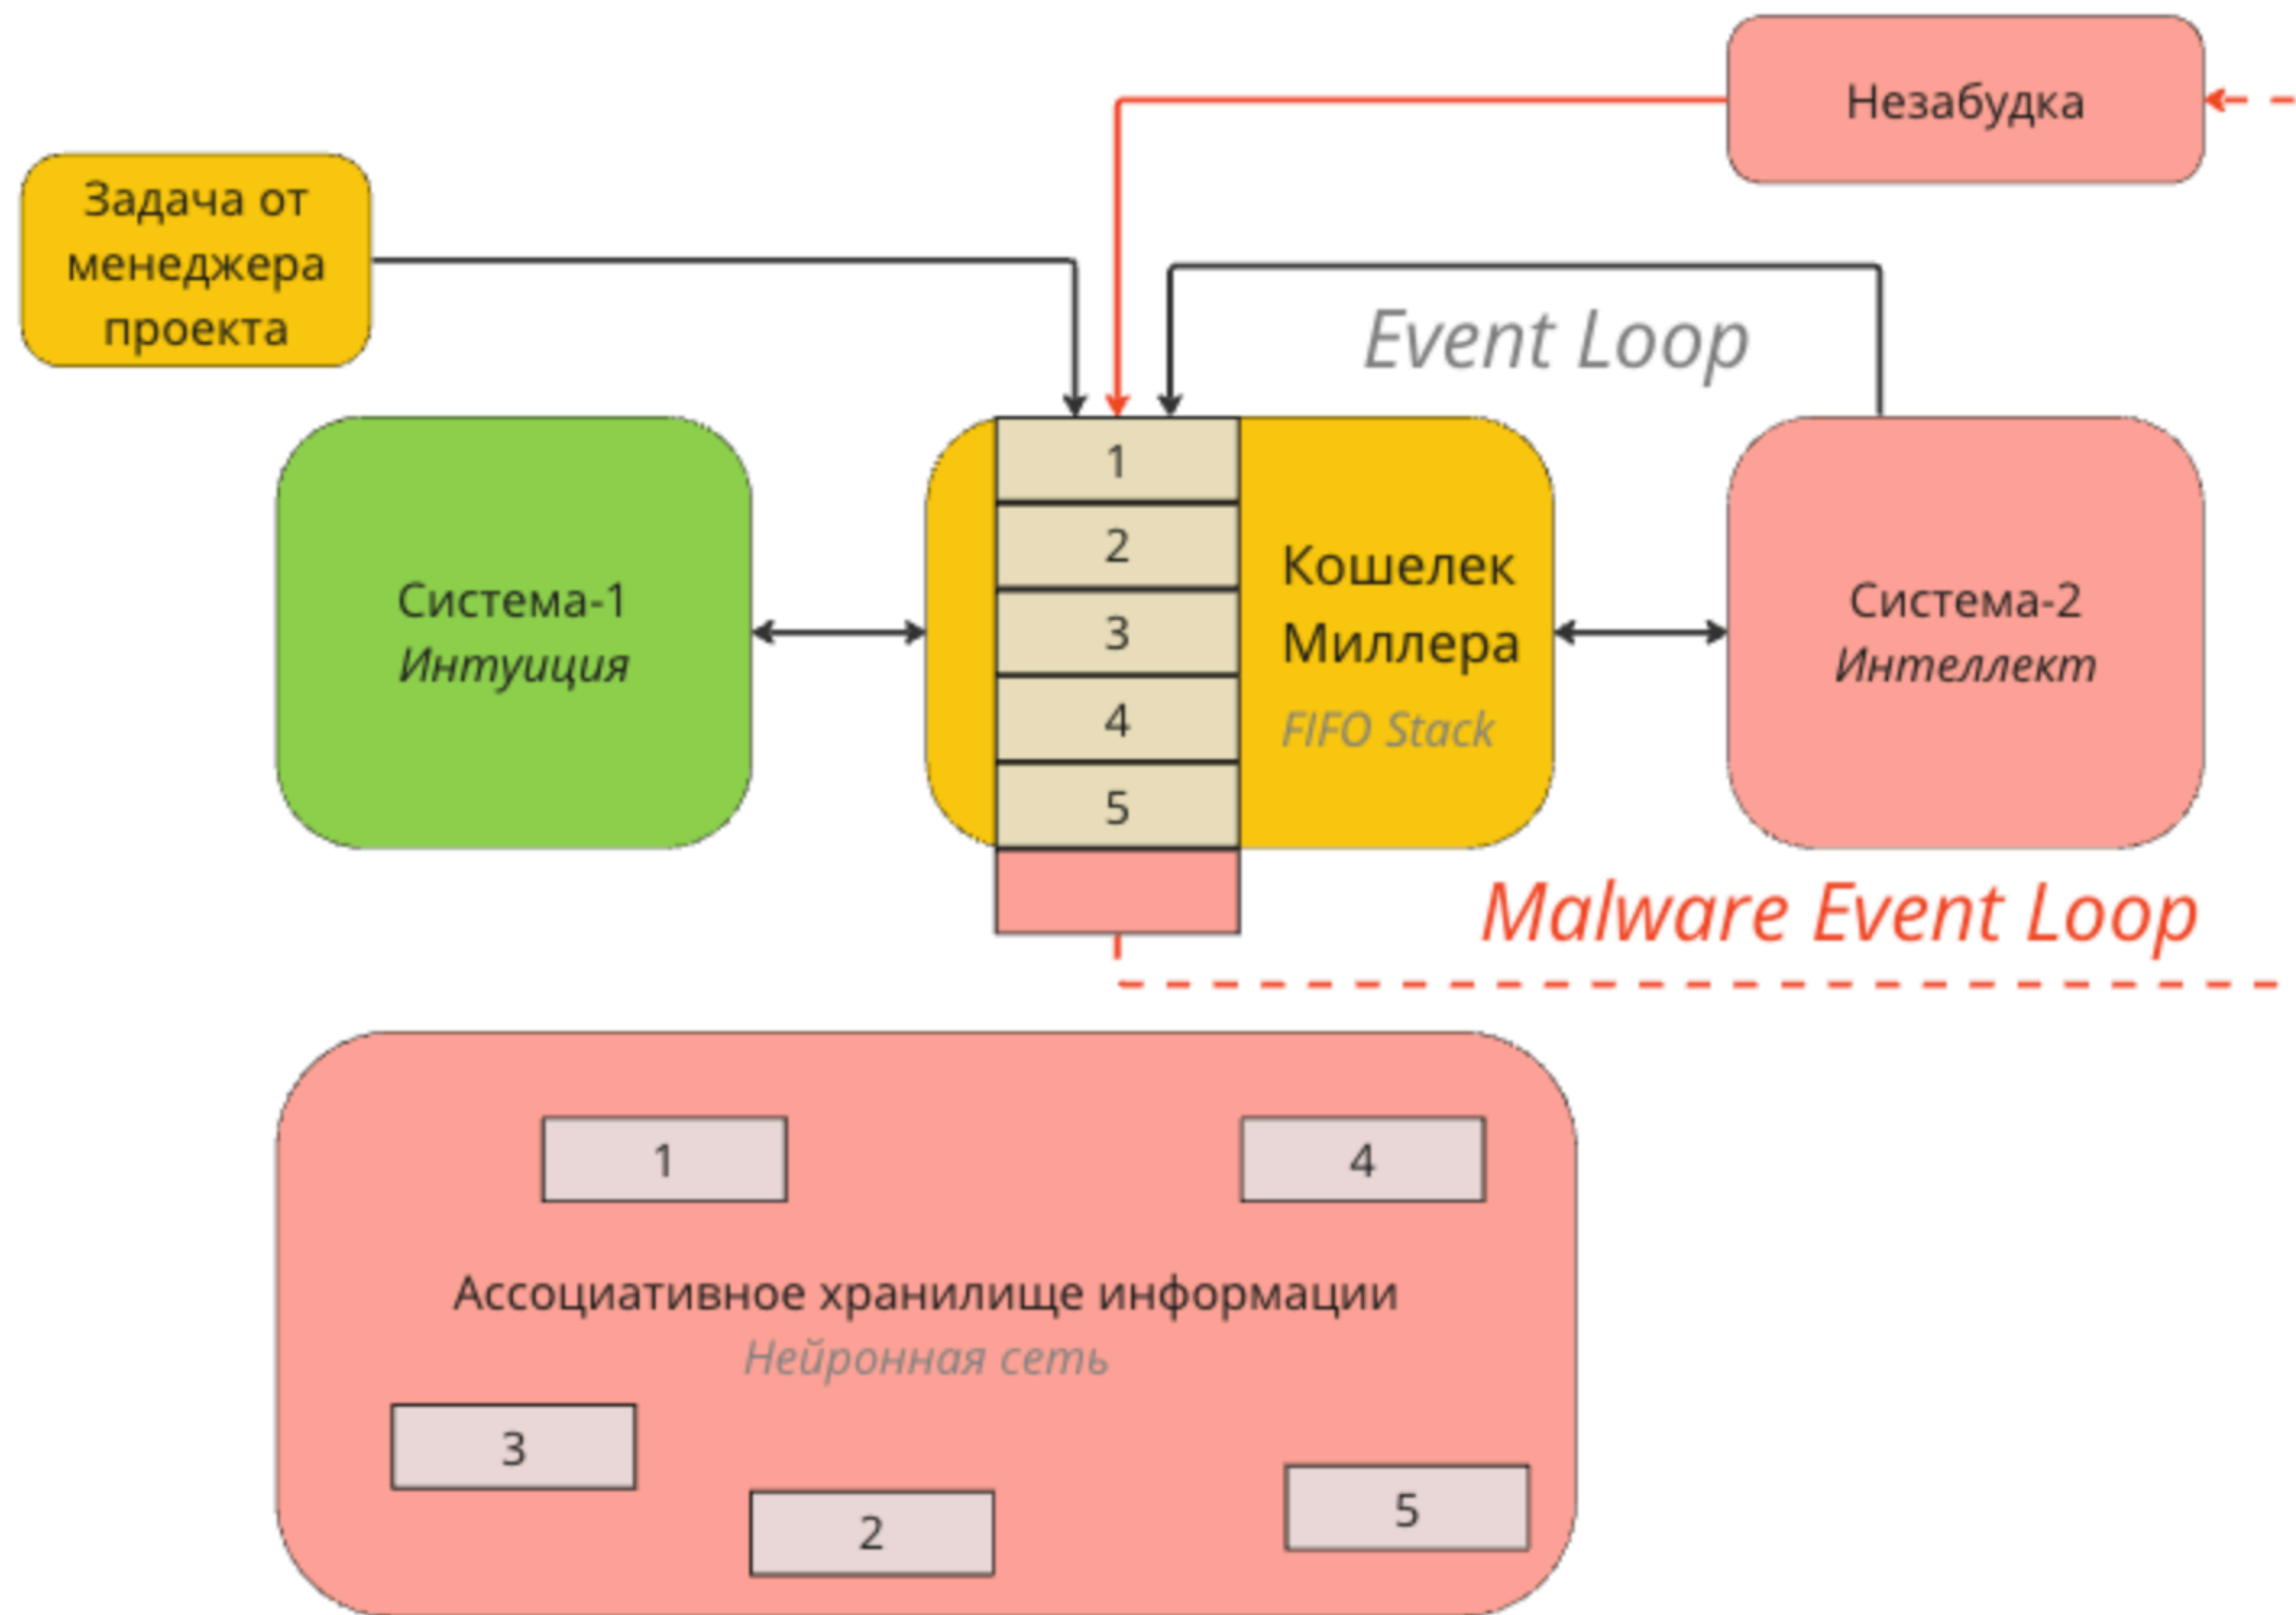 Незабудка
Задача от
менеджера
проекта
Event Loop
1
2
3
4
5
Кошелек
Миллера
FIFO Stack
Система-1
Интуиция
Система-2
Интеллект
Malware Event Loop
1
4
Ассоциативное хранилище информации
Нейронная сеть
3
2
5